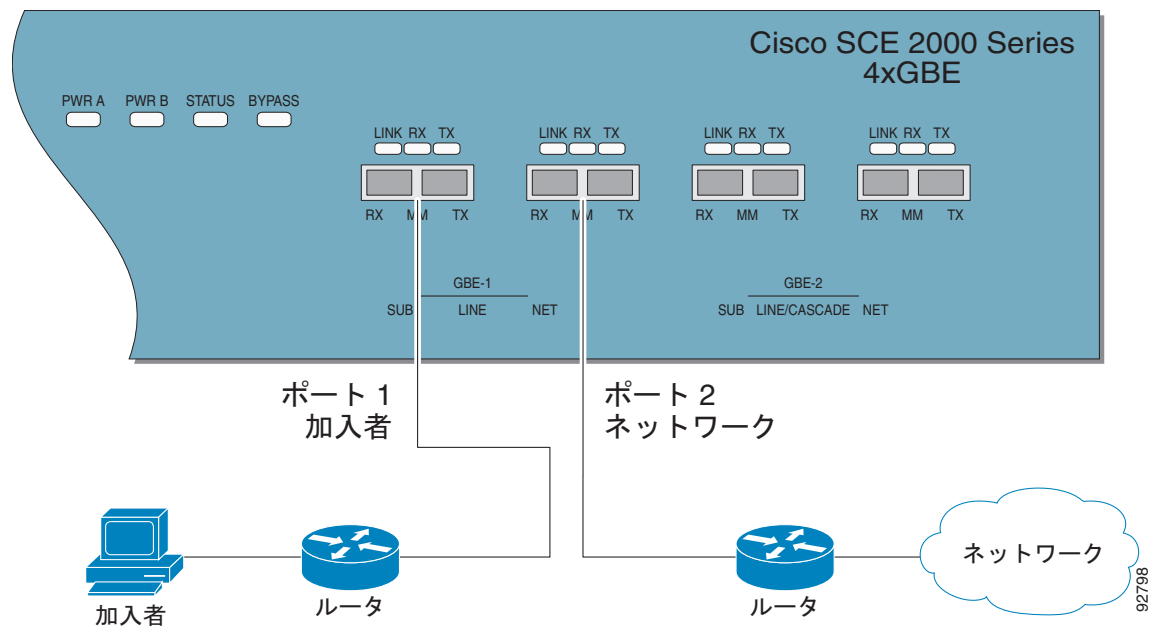 Cisco SCE 2000 Series
4xGBE
PWR A PWR B STATUS BYPASS
LINK RX TX LINK RX TX LINK RX TX LINK RX TX
RX MM TX RX MM TX RX MM TX RX MM TX
GBE-1 GBE-2
SUB LINE NET SUB LINE/CASCADE NET
ポート 1
加入者
ポート 2
ネットワーク
ネットワーク
加入者
ルータ
ルータ
92798